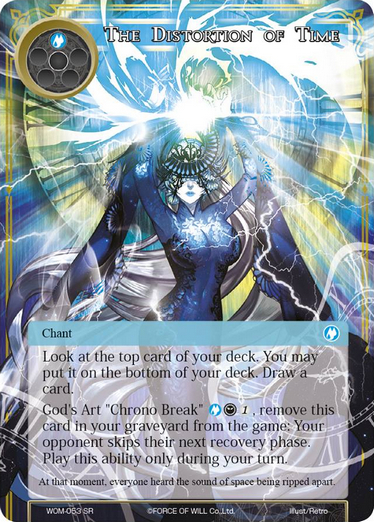 The Distortion of Time
Chant
Look at the top card of your deck. You may
put it on the bottom of your deck. Draw a
card.
God's Art "Chrono Break" 1, remove this
card in your graveyard from the game: Your
opponent skips their next recovery phase.
Play this ability only during your turn.
At that moment, everyone heard the sound of space being ripped apart.
WOM-053 SR ©FORCE OF WILL Co.,Ltd. Illust/Retro